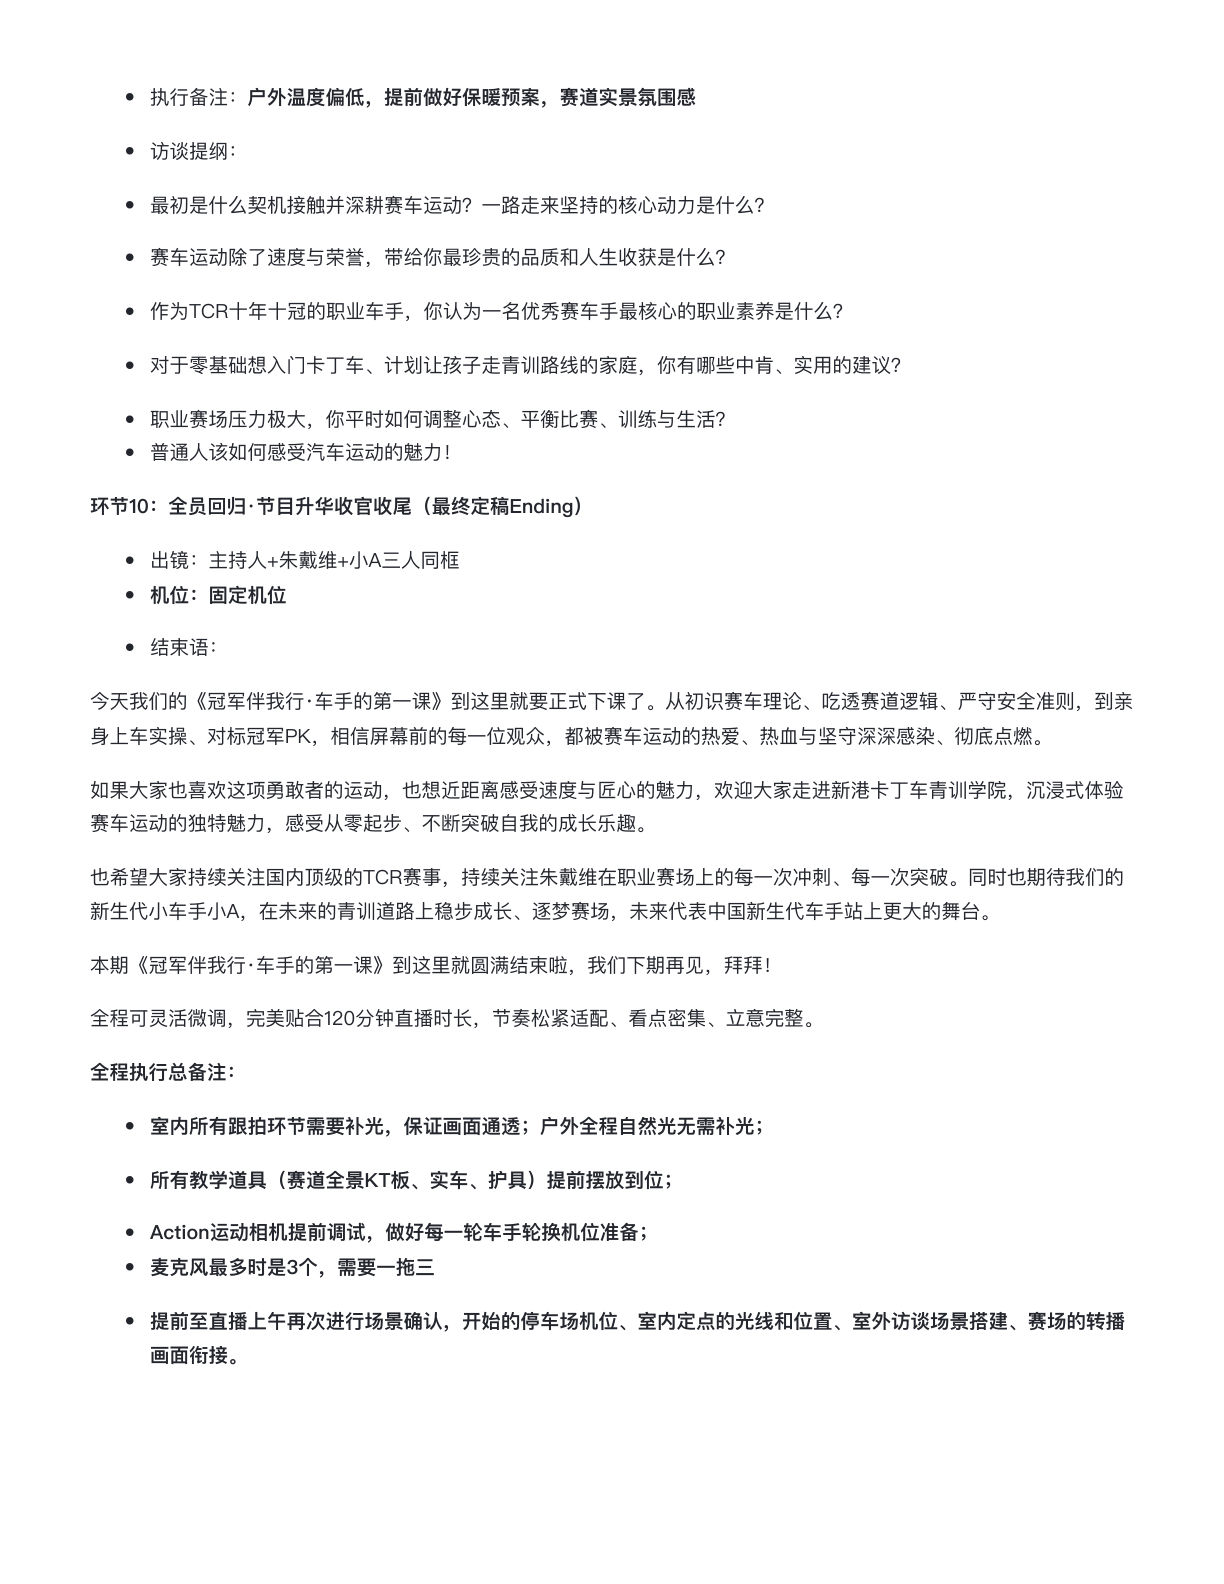 • 执行备注：户外温度偏低，提前做好保暖预案，赛道实景氛围感
• 访谈提纲：
• 最初是什么契机接触并深耕赛车运动？一路走来坚持的核心动力是什么？
• 赛车运动除了速度与荣誉，带给你最珍贵的品质和人生收获是什么？
• 作为TCR十年十冠的职业车手，你认为一名优秀赛车手最核心的职业素养是什么？
• 对于零基础想入门卡丁车、计划让孩子走青训路线的家庭，你有哪些中肯、实用的建议？
• 职业赛场压力极大，你平时如何调整心态、平衡比赛、训练与生活？
• 普通人该如何感受汽车运动的魅力！
环节10：全员回归·节目升华收官收尾（最终定稿Ending）
• 出镜：主持人+朱戴维+小A三人同框
• 机位：固定机位
• 结束语：
今天我们的《冠军伴我行·车手的第一课》到这里就要正式下课了。从初识赛车理论、吃透赛道逻辑、严守安全准则，到亲
身上车实操、对标冠军PK，相信屏幕前的每一位观众，都被赛车运动的热爱、热血与坚守深深感染、彻底点燃。
如果大家也喜欢这项勇敢者的运动，也想近距离感受速度与匠心的魅力，欢迎大家走进新港卡丁车青训学院，沉浸式体验
赛车运动的独特魅力，感受从零起步、不断突破自我的成长乐趣。
也希望大家持续关注国内顶级的TCR赛事，持续关注朱戴维在职业赛场上的每一次冲刺、每一次突破。同时也期待我们的
新生代小车手小A，在未来的青训道路上稳步成长、逐梦赛场，未来代表中国新生代车手站上更大的舞台。
本期《冠军伴我行·车手的第一课》到这里就圆满结束啦，我们下期再见，拜拜！
全程可灵活微调，完美贴合120分钟直播时长，节奏松紧适配、看点密集、立意完整。
全程执行总备注：
• 室内所有跟拍环节需要补光，保证画面通透；户外全程自然光无需补光；
• 所有教学道具（赛道全景KT板、实车、护具）提前摆放到位；
• Action运动相机提前调试，做好每一轮车手轮换机位准备；
• 麦克风最多时是3个，需要一拖三
• 提前至直播上午再次进行场景确认，开始的停车场机位、室内定点的光线和位置、室外访谈场景搭建、赛场的转播
画面衔接。